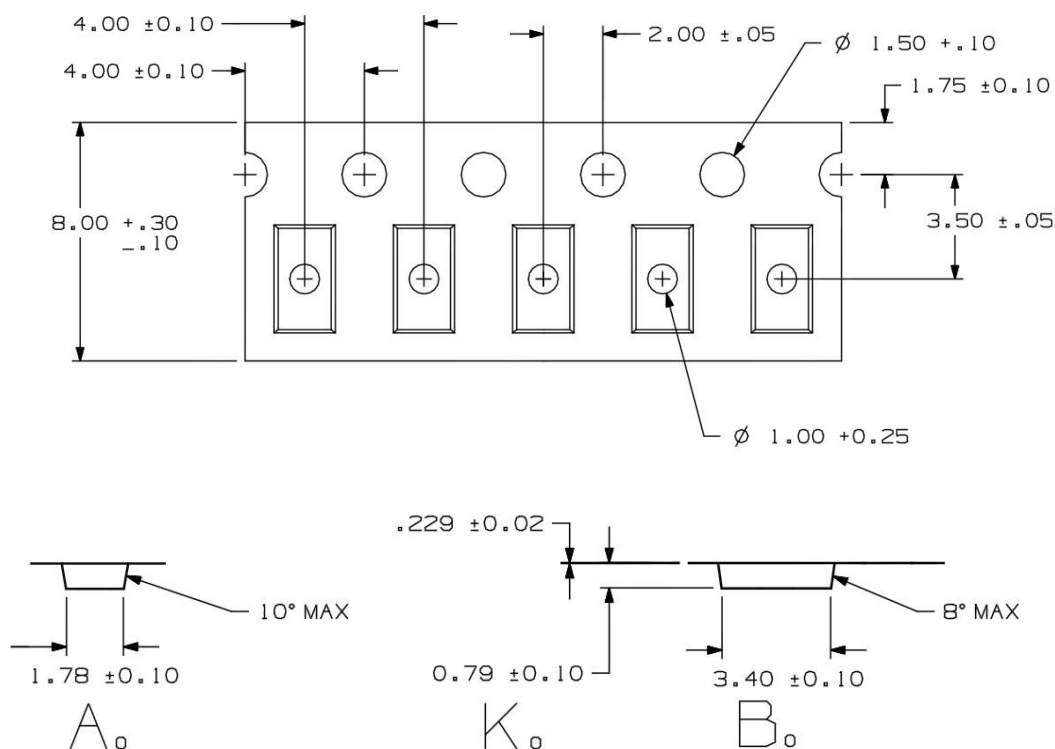 4.00 ±0.10
2.00 ±.05
Ø 1.50 +.10
4.00 ±0.10
1.75 ±0.10
8.00 +.30
-.10
3.50 ±.05
Ø 1.00 +0.25
.229 ±0.02
10° MAX
8° MAX
1.78 ±0.10
0.79 ±0.10
3.40 ±0.10
A₀
K₀
B₀